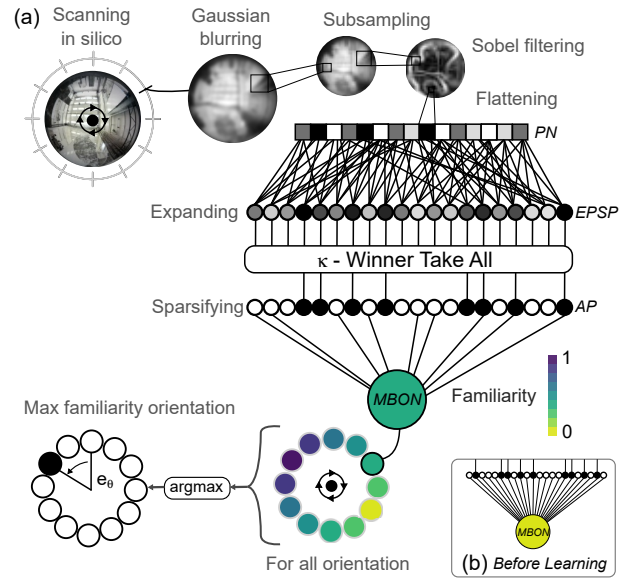 (a)
Scanning
in silico
Gaussian
blurring
Subsampling
Sobel filtering
Flattening
PN
Expanding
EPSP
κ - Winner Take All
Sparsifying
AP
MBON
Familiarity
1
0
Max familiarity orientation
eθ
argmax
For all orientation
MBON
(b) Before Learning